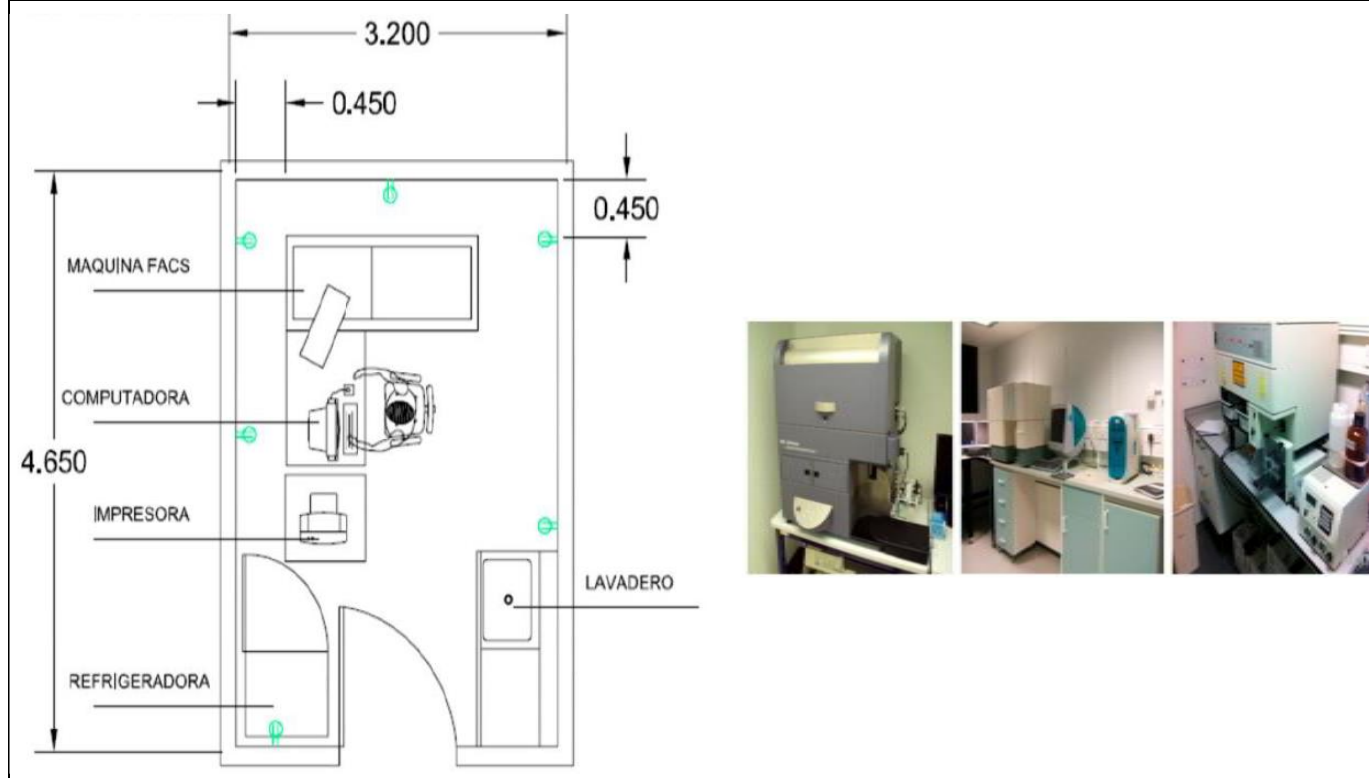 3.200
0.450
0.450
MAQUINA FACS
COMPUTADORA
4.650
IMPRESORA
LAVADERO
REFRIGERADORA